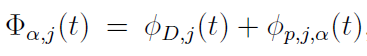 Φ_{α,j}(t) = ϕ_{D,j}(t) + ϕ_{p,j,α}(t).